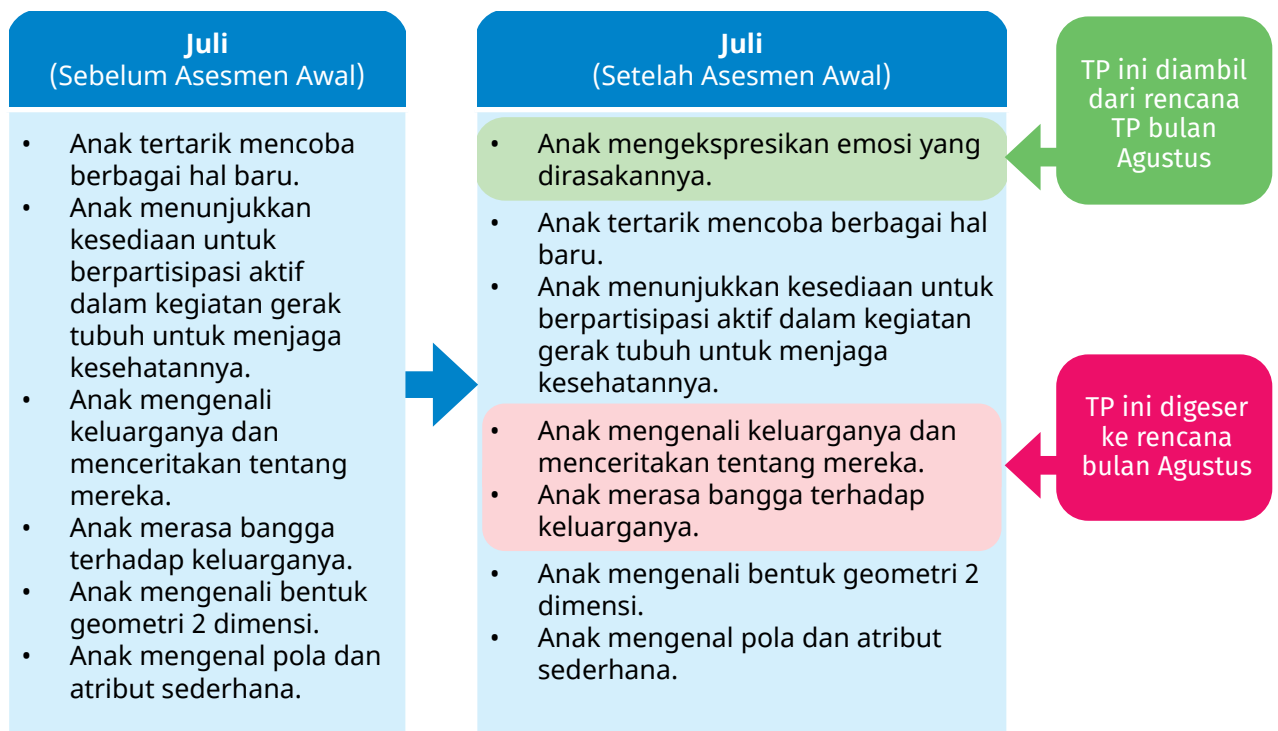 Juli
(Sebelum Asesmen Awal)
• Anak tertarik mencoba
berbagai hal baru.
• Anak menunjukkan
kesediaan untuk
berpartisipasi aktif
dalam kegiatan gerak
tubuh untuk menjaga
kesehatannya.
• Anak mengenali
keluarganya dan
menceritakan tentang
mereka.
• Anak merasa bangga
terhadap keluarganya.
• Anak mengenali bentuk
geometri 2 dimensi.
• Anak mengenal pola dan
atribut sederhana.
Juli
(Setelah Asesmen Awal)
• Anak mengekspresikan emosi yang
dirasakannya.
• Anak tertarik mencoba berbagai hal
baru.
• Anak menunjukkan kesediaan untuk
berpartisipasi aktif dalam kegiatan
gerak tubuh untuk menjaga
kesehatannya.
• Anak mengenali keluarganya dan
menceritakan tentang mereka.
• Anak merasa bangga terhadap
keluarganya.
• Anak mengenali bentuk geometri 2
dimensi.
• Anak mengenal pola dan atribut
sederhana.
TP ini diambil
dari rencana
TP bulan
Agustus
TP ini digeser
ke rencana
bulan Agustus